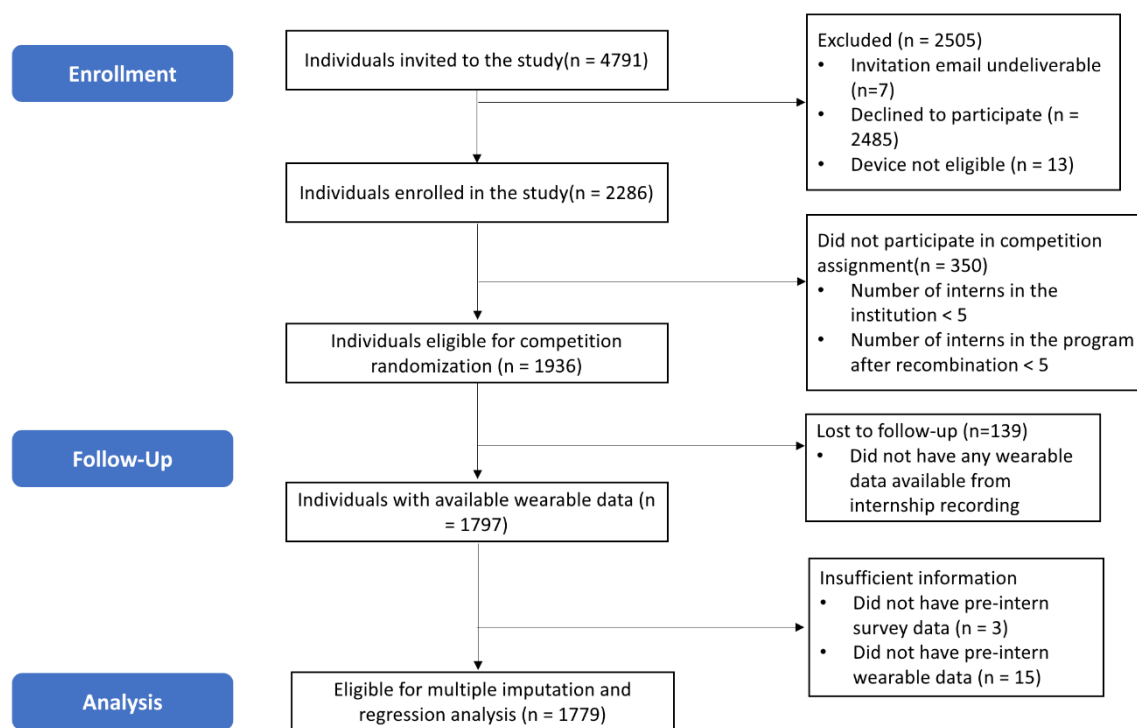 Enrollment
Individuals invited to the study(n = 4791)
Excluded (n = 2505)
• Invitation email undeliverable
(n=7)
• Declined to participate (n =
2485)
• Device not eligible (n = 13)
Individuals enrolled in the study(n = 2286)
Did not participate in competition
assignment(n = 350)
• Number of interns in the
institution < 5
• Number of interns in the program
after recombination < 5
Individuals eligible for competition
randomization (n = 1936)
Follow-Up
Lost to follow-up (n=139)
• Did not have any wearable
data available from
internship recording
Individuals with available wearable data (n
= 1797)
Insufficient information
• Did not have pre-intern
survey data (n = 3)
• Did not have pre-intern
wearable data (n = 15)
Analysis
Eligible for multiple imputation and
regression analysis (n = 1779)